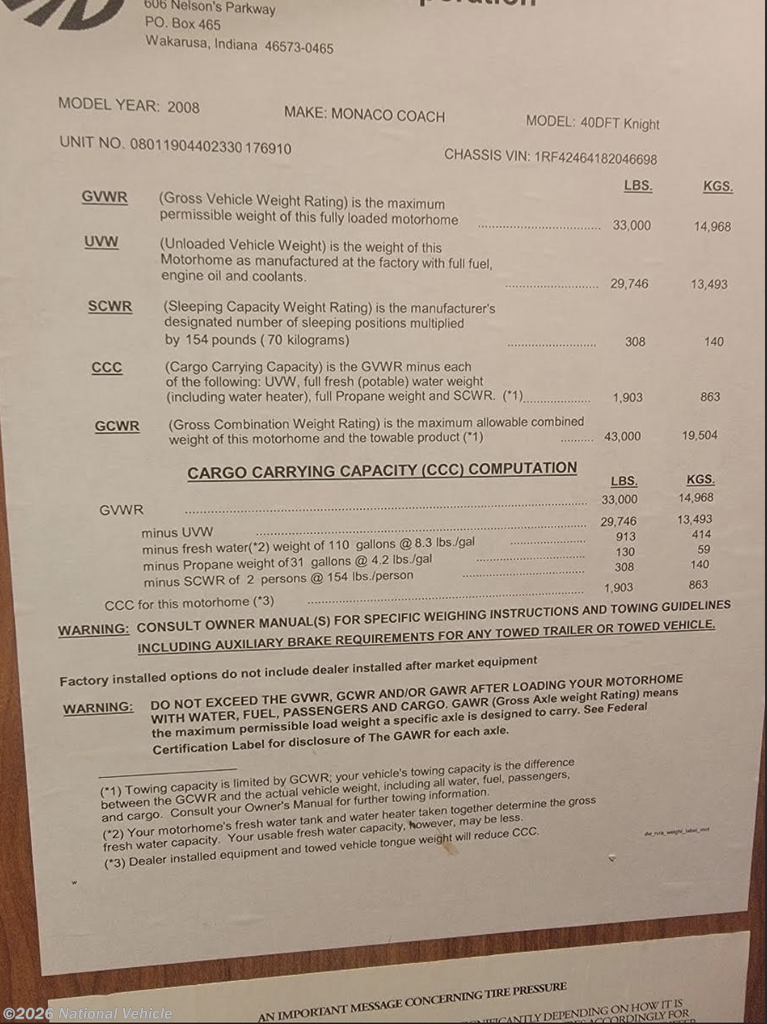 606 Nelson's Parkway
PO. Box 465
Wakarusa, Indiana 46573-0465
MODEL YEAR: 2008 MAKE: MONACO COACH MODEL: 40DFT Knight
UNIT NO. 08011904402330176910 CHASSIS VIN: 1RF42464182046698
LBS. KGS.
GVWR (Gross Vehicle Weight Rating) is the maximum
permissible weight of this fully loaded motorhome .......... 33,000 14,968
UVW (Unloaded Vehicle Weight) is the weight of this
Motorhome as manufactured at the factory with full fuel,
engine oil and coolants. .......... 29,746 13,493
SCWR (Sleeping Capacity Weight Rating) is the manufacturer's
designated number of sleeping positions multiplied
by 154 pounds ( 70 kilograms) .......... 308 140
CCC (Cargo Carrying Capacity) is the GVWR minus each
of the following: UVW, full fresh (potable) water weight
(including water heater), full Propane weight and SCWR. (*1).......... 1,903 863
GCWR (Gross Combination Weight Rating) is the maximum allowable combined
weight of this motorhome and the towable product (*1) .......... 43,000 19,504
CARGO CARRYING CAPACITY (CCC) COMPUTATION
LBS. KGS.
GVWR .......... 33,000 14,968
minus UVW .......... 29,746 13,493
minus fresh water(*2) weight of 110 gallons @ 8.3 lbs./gal .......... 913 414
minus Propane weight of 31 gallons @ 4.2 lbs./gal .......... 130 59
minus SCWR of 2 persons @ 154 lbs./person .......... 308 140
CCC for this motorhome (*3) .......... 1,903 863
WARNING: CONSULT OWNER MANUAL(S) FOR SPECIFIC WEIGHING INSTRUCTIONS AND TOWING GUIDELINES
INCLUDING AUXILIARY BRAKE REQUIREMENTS FOR ANY TOWED TRAILER OR TOWED VEHICLE.
Factory installed options do not include dealer installed after market equipment
WARNING: DO NOT EXCEED THE GVWR, GCWR AND/OR GAWR AFTER LOADING YOUR MOTORHOME
WITH WATER, FUEL, PASSENGERS AND CARGO. GAWR (Gross Axle weight Rating) means
the maximum permissible load weight a specific axle is designed to carry. See Federal
Certification Label for disclosure of The GAWR for each axle.
(*1) Towing capacity is limited by GCWR; your vehicle's towing capacity is the difference
between the GCWR and the actual vehicle weight, including all water, fuel, passengers,
and cargo. Consult your Owner's Manual for further towing information.
(*2) Your motorhome's fresh water tank and water heater taken together determine the gross
fresh water capacity. Your usable fresh water capacity, however, may be less.
(*3) Dealer installed equipment and towed vehicle tongue weight will reduce CCC.
w
AN IMPORTANT MESSAGE CONCERNING TIRE PRESSURE
DEPENDING ON HOW IT IS
ACCORDINGLY FOR
©2026 National Vehicle